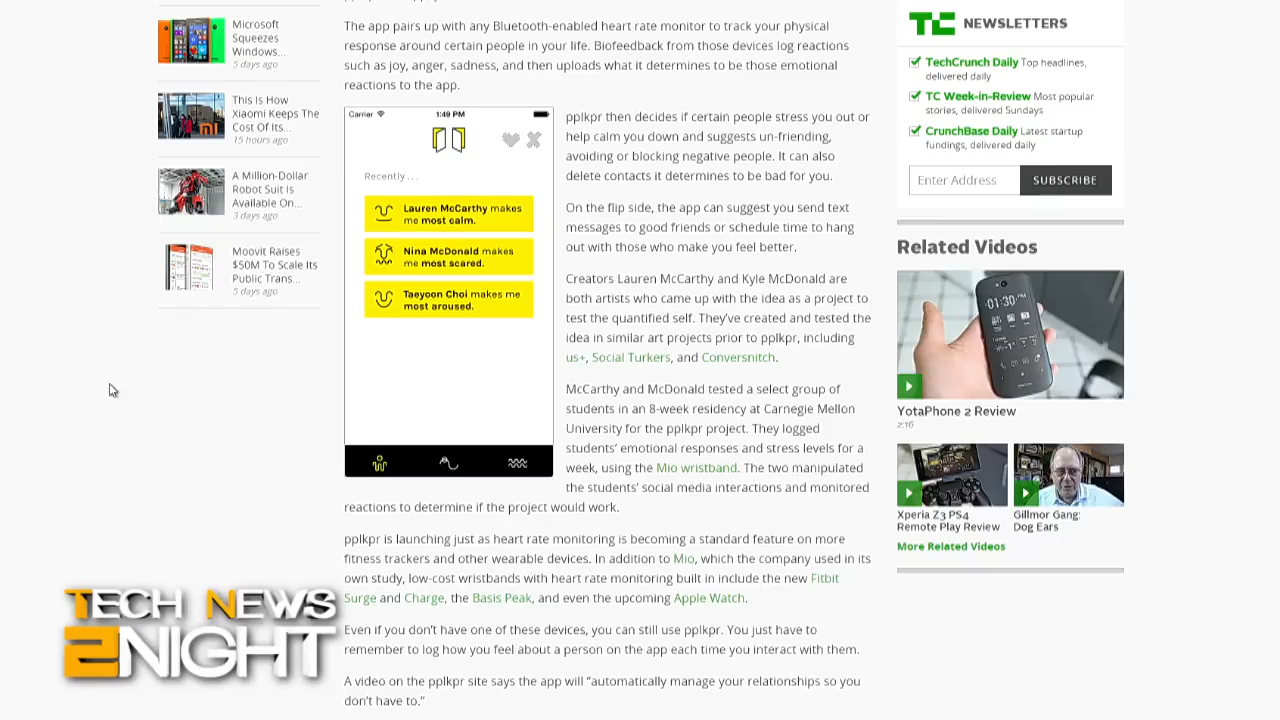 Microsoft
Squeezes
Windows...
5 days ago
This Is How
Xiaomi Keeps The
Cost Of Its...
15 hours ago
A Million-Dollar
Robot Suit Is
Available On...
3 days ago
Moovit Raises
$50M To Scale Its
Public Trans...
5 days ago
The app pairs up with any Bluetooth-enabled heart rate monitor to track your physical
response around certain people in your life. Biofeedback from those devices log reactions
such as joy, anger, sadness, and then uploads what it determines to be those emotional
reactions to the app.
Carrier
1:49 PM
Recently ...
Lauren McCarthy makes
me most calm.
Nina McDonald makes
me most scared.
Taeyoon Choi makes me
most aroused.
pplkpr then decides if certain people stress you out or
help calm you down and suggests un-friending,
avoiding or blocking negative people. It can also
delete contacts it determines to be bad for you.
On the flip side, the app can suggest you send text
messages to good friends or schedule time to hang
out with those who make you feel better.
Creators Lauren McCarthy and Kyle McDonald are
both artists who came up with the idea as a project to
test the quantified self. They've created and tested the
idea in similar art projects prior to pplkpr, including
us+, Social Turkers, and Conversnitch.
McCarthy and McDonald tested a select group of
students in an 8-week residency at Carnegie Mellon
University for the pplkpr project. They logged
students' emotional responses and stress levels for a
week, using the Mio wristband. The two manipulated
the students' social media interactions and monitored
reactions to determine if the project would work.
pplkpr is launching just as heart rate monitoring is becoming a standard feature on more
fitness trackers and other wearable devices. In addition to Mio, which the company used in its
own study, low-cost wristbands with heart rate monitoring built in include the new Fitbit
Surge and Charge, the Basis Peak, and even the upcoming Apple Watch.
Even if you don't have one of these devices, you can still use pplkpr. You just have to
remember to log how you feel about a person on the app each time you interact with them.
A video on the pplkpr site says the app will "automatically manage your relationships so you
don't have to."
TC NEWSLETTERS
TechCrunch Daily Top headlines,
delivered daily
TC Week-in-Review Most popular
stories, delivered Sundays
CrunchBase Daily Latest startup
fundings, delivered daily
Enter Address
SUBSCRIBE
Related Videos
01:30
YotaPhone 2 Review
2:16
Xperia Z3 PS4
Remote Play Review
Gillmor Gang:
Dog Ears
More Related Videos
TECH NEWS
2NIGHT